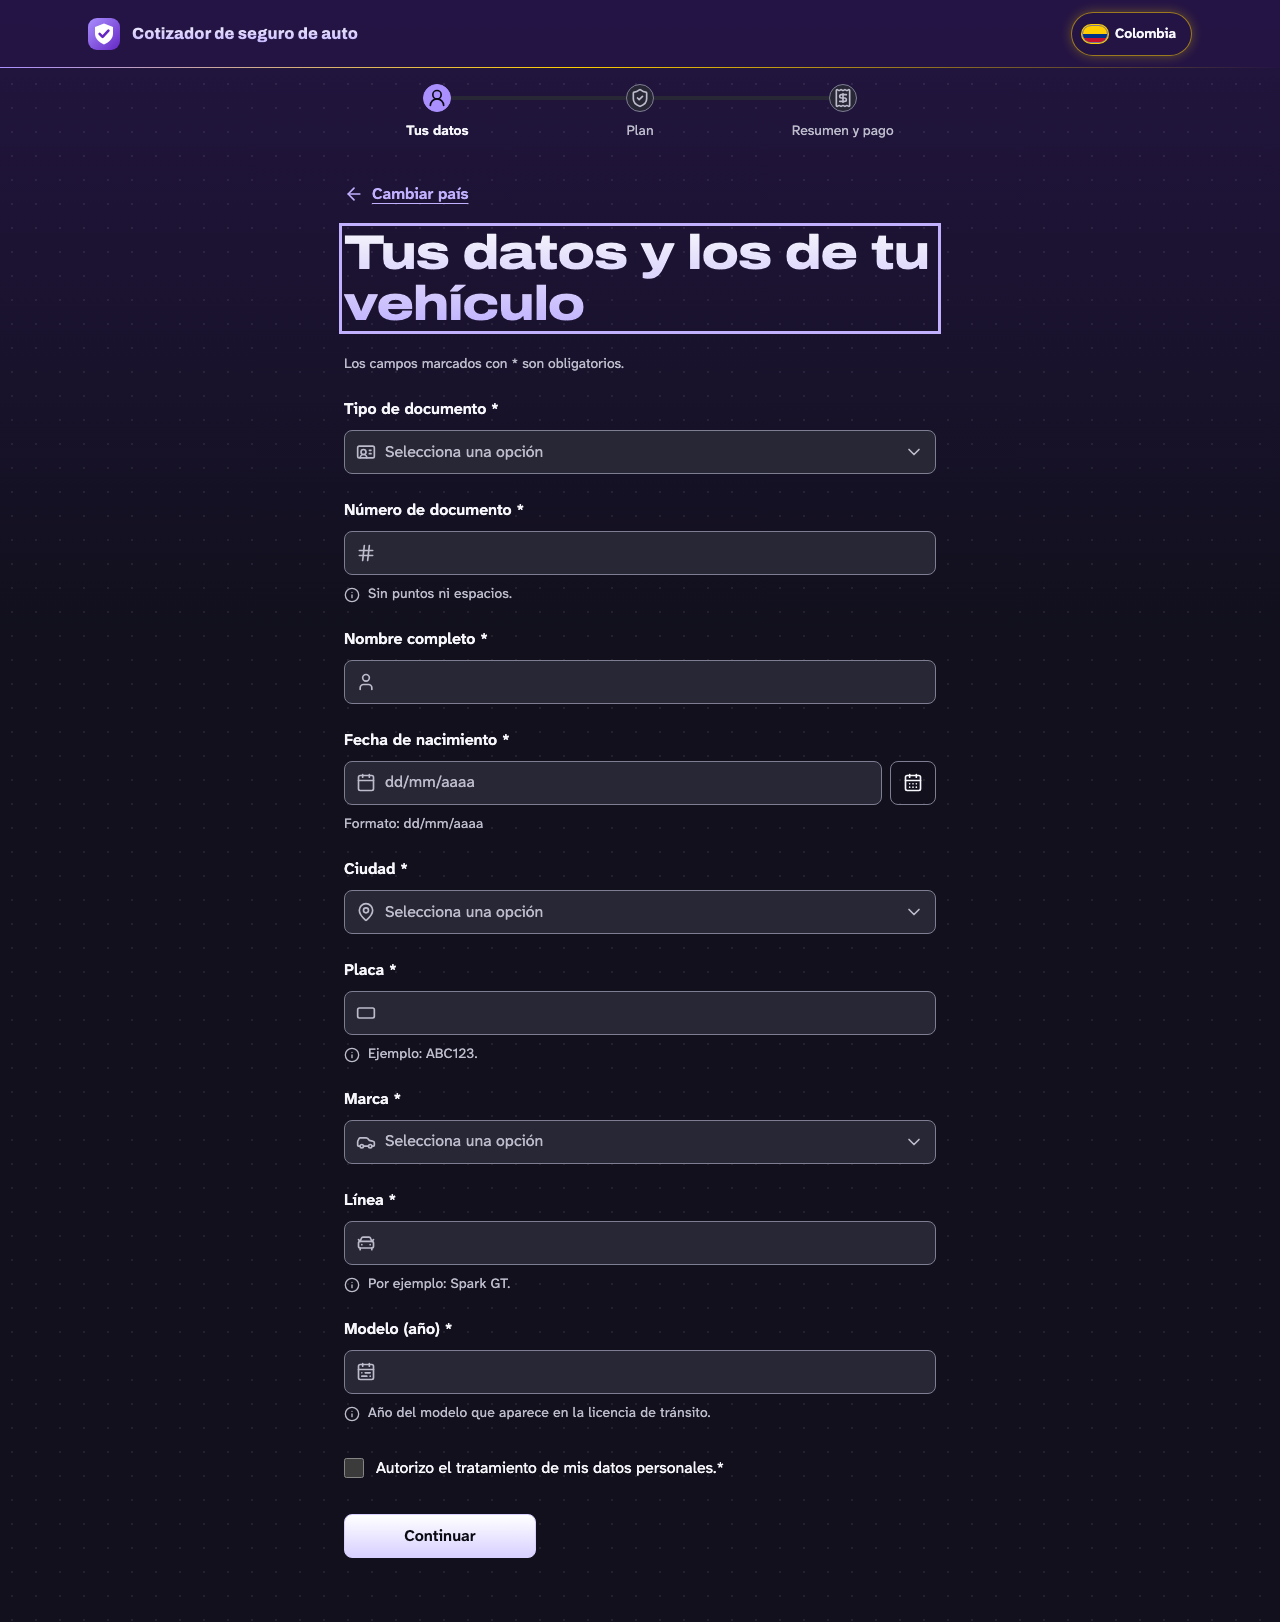 Cotizador de seguro de auto
Colombia
Tus datos
Plan
Resumen y pago
Cambiar país
Tus datos y los de tu
vehículo
Los campos marcados con * son obligatorios.
Tipo de documento *
Selecciona una opción
Número de documento *
Sin puntos ni espacios.
Nombre completo *
Fecha de nacimiento *
dd/mm/aaaa
Formato: dd/mm/aaaa
Ciudad *
Selecciona una opción
Placa *
Ejemplo: ABC123.
Marca *
Selecciona una opción
Línea *
Por ejemplo: Spark GT.
Modelo (año) *
Año del modelo que aparece en la licencia de tránsito.
Autorizo el tratamiento de mis datos personales.*
Continuar